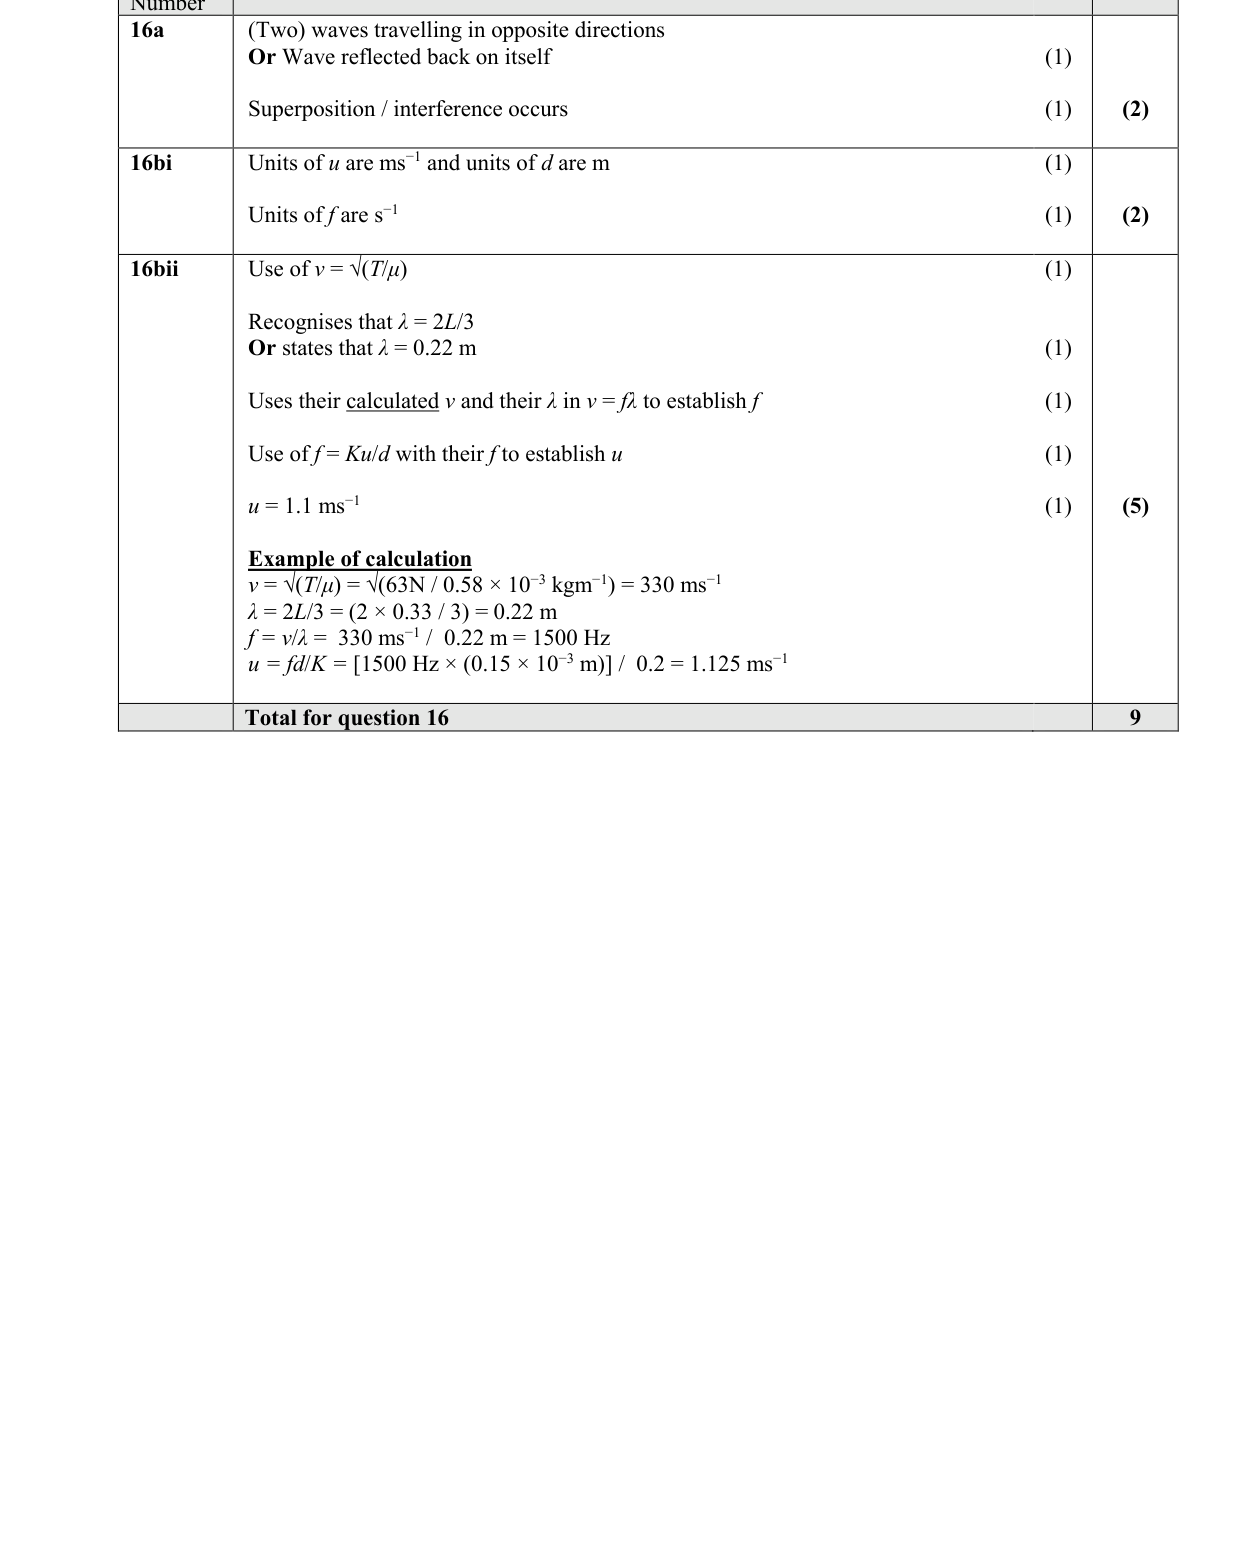 Number
16a (Two) waves travelling in opposite directions
Or Wave reflected back on itself (1)
Superposition / interference occurs (1) (2)
16bi Units of u are ms⁻¹ and units of d are m (1)
Units of f are s⁻¹ (1) (2)
16bii Use of v = √(T/μ) (1)
Recognises that λ = 2L/3
Or states that λ = 0.22 m (1)
Uses their calculated v and their λ in v = fλ to establish f (1)
Use of f = Ku/d with their f to establish u (1)
u = 1.1 ms⁻¹ (1) (5)
Example of calculation
v = √(T/μ) = √(63N / 0.58 × 10⁻³ kgm⁻¹) = 330 ms⁻¹
λ = 2L/3 = (2 × 0.33 / 3) = 0.22 m
f = v/λ = 330 ms⁻¹ / 0.22 m = 1500 Hz
u = fd/K = [1500 Hz × (0.15 × 10⁻³ m)] / 0.2 = 1.125 ms⁻¹
Total for question 16 9